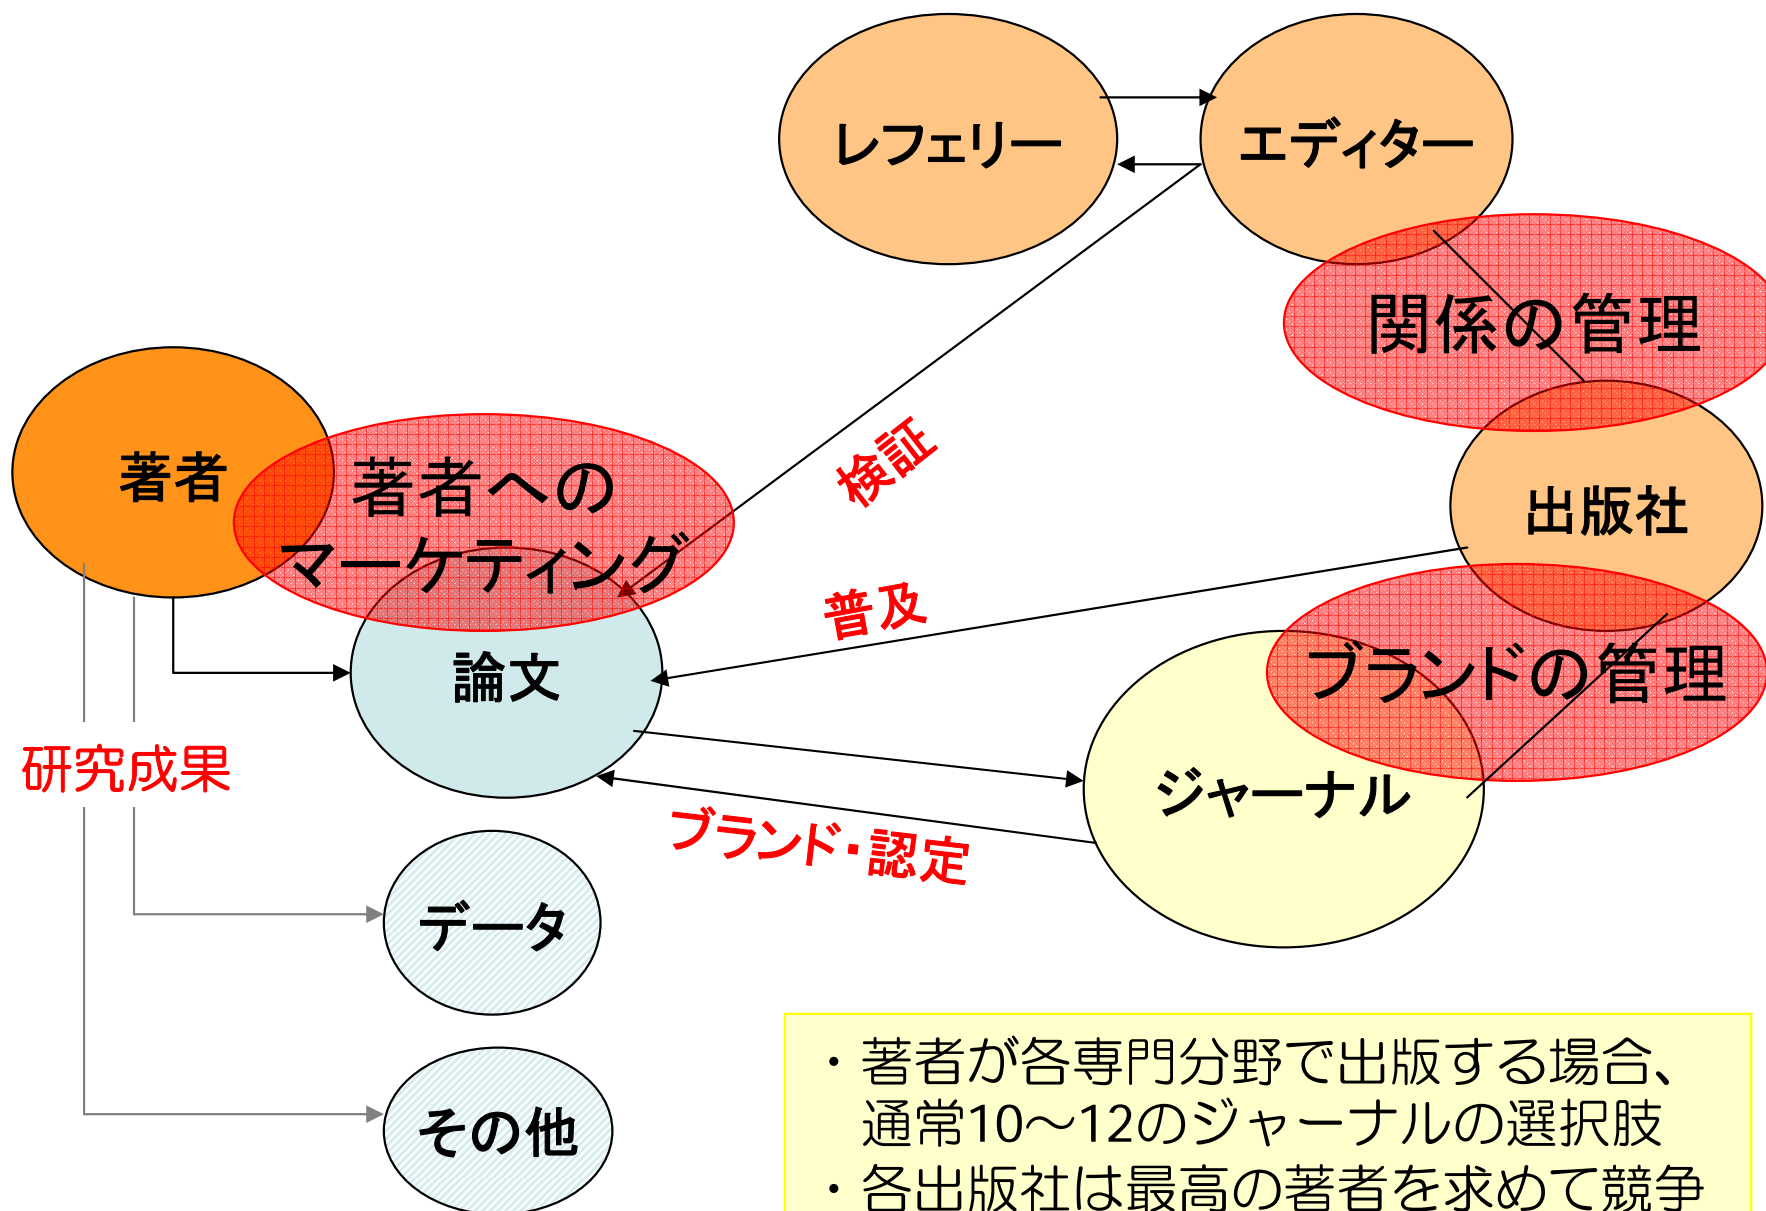 レフェリー
エディター
関係の管理
著者
著者への
マーケティング
検証
出版社
普及
論文
ブランドの管理
研究成果
ジャーナル
ブランド・認定
データ
その他
・著者が各専門分野で出版する場合、
通常10～12のジャーナルの選択肢
・各出版社は最高の著者を求めて競争